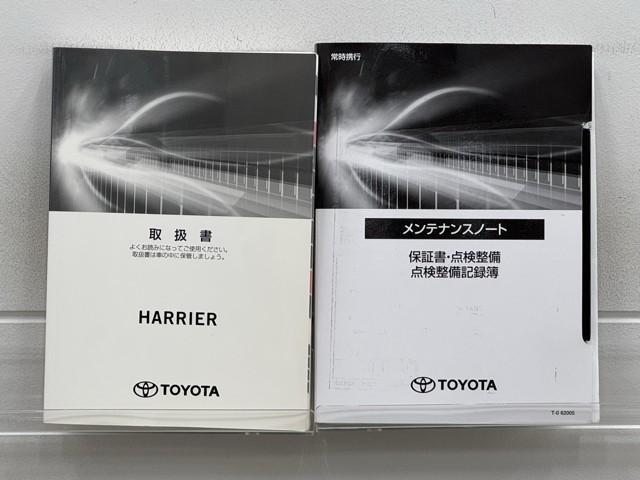 取扱書
よくお読みになってご使用ください。
取扱書は車の中に保管しましょう。
HARRIER
TOYOTA
常時携行
メンテナンスノート
保証書・点検整備
点検整備記録簿
TOYOTA
T-G 62005